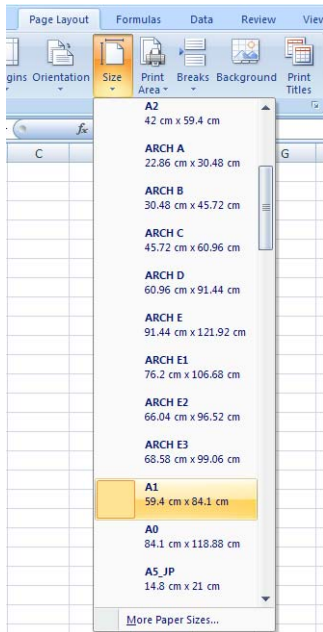 Page Layout Formulas Data Review View
gins Orientation Size Print Area Breaks Background Print Titles
fx
C G
A2
42 cm x 59.4 cm
ARCH A
22.86 cm x 30.48 cm
ARCH B
30.48 cm x 45.72 cm
ARCH C
45.72 cm x 60.96 cm
ARCH D
60.96 cm x 91.44 cm
ARCH E
91.44 cm x 121.92 cm
ARCH E1
76.2 cm x 106.68 cm
ARCH E2
66.04 cm x 96.52 cm
ARCH E3
68.58 cm x 99.06 cm
A1
59.4 cm x 84.1 cm
A0
84.1 cm x 118.88 cm
A5_JP
14.8 cm x 21 cm
More Paper Sizes...